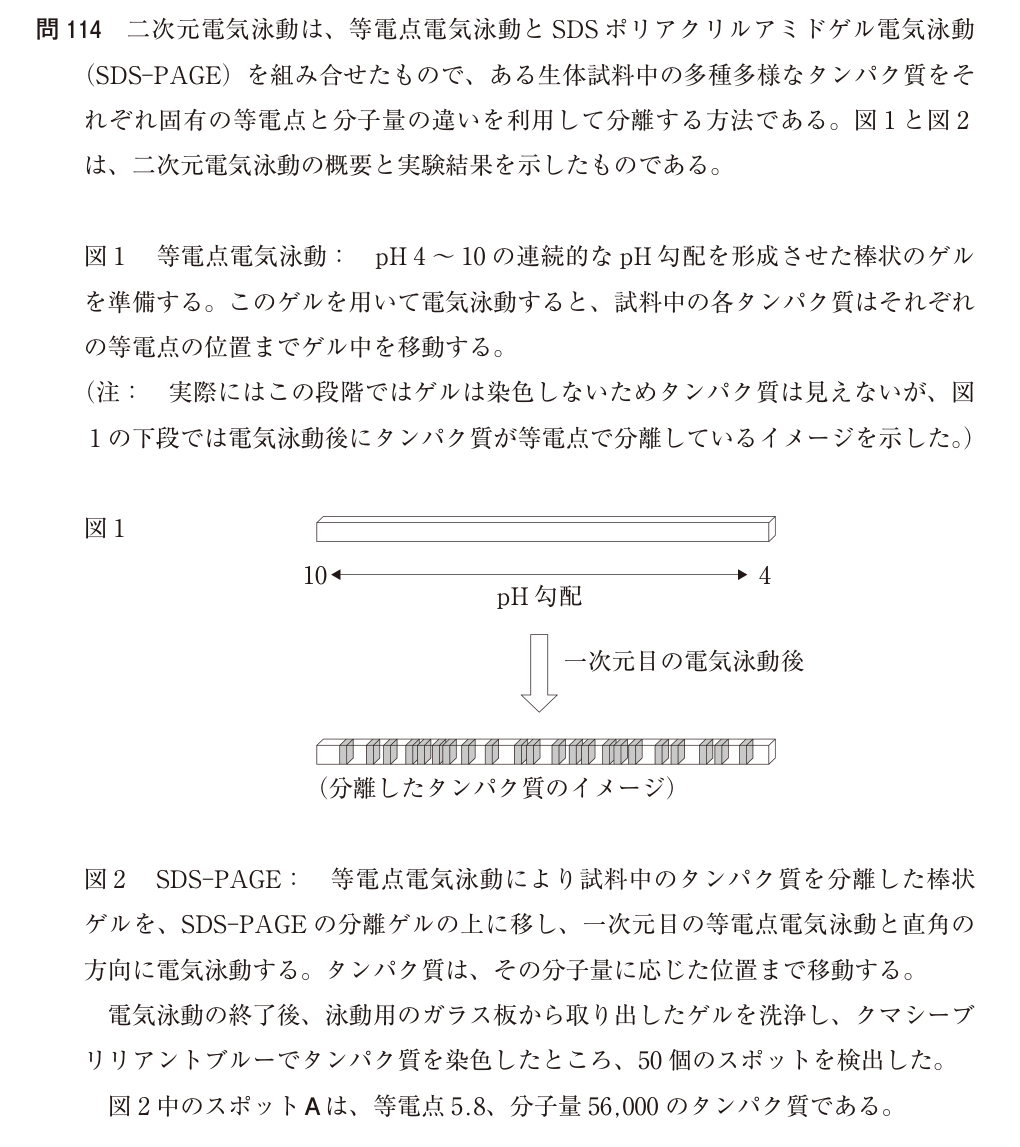 問 114　二次元電気泳動は、等電点電気泳動と SDS ポリアクリルアミドゲル電気泳動
(SDS-PAGE) を組み合せたもので、ある生体試料中の多種多様なタンパク質をそ
れぞれ固有の等電点と分子量の違いを利用して分離する方法である。図1と図2
は、二次元電気泳動の概要と実験結果を示したものである。
図1　等電点電気泳動：　pH 4 ～ 10 の連続的な pH 勾配を形成させた棒状のゲル
を準備する。このゲルを用いて電気泳動すると、試料中の各タンパク質はそれぞれ
の等電点の位置までゲル中を移動する。
(注：　実際にはこの段階ではゲルは染色しないためタンパク質は見えないが、図
1の下段では電気泳動後にタンパク質が等電点で分離しているイメージを示した。)
図1
10 4
pH 勾配
一次元目の電気泳動後
(分離したタンパク質のイメージ)
図2　SDS-PAGE：　等電点電気泳動により試料中のタンパク質を分離した棒状
ゲルを、SDS-PAGE の分離ゲルの上に移し、一次元目の等電点電気泳動と直角の
方向に電気泳動する。タンパク質は、その分子量に応じた位置まで移動する。
電気泳動の終了後、泳動用のガラス板から取り出したゲルを洗浄し、クマシーブ
リリアントブルーでタンパク質を染色したところ、50 個のスポットを検出した。
図2中のスポット A は、等電点 5.8、分子量 56,000 のタンパク質である。